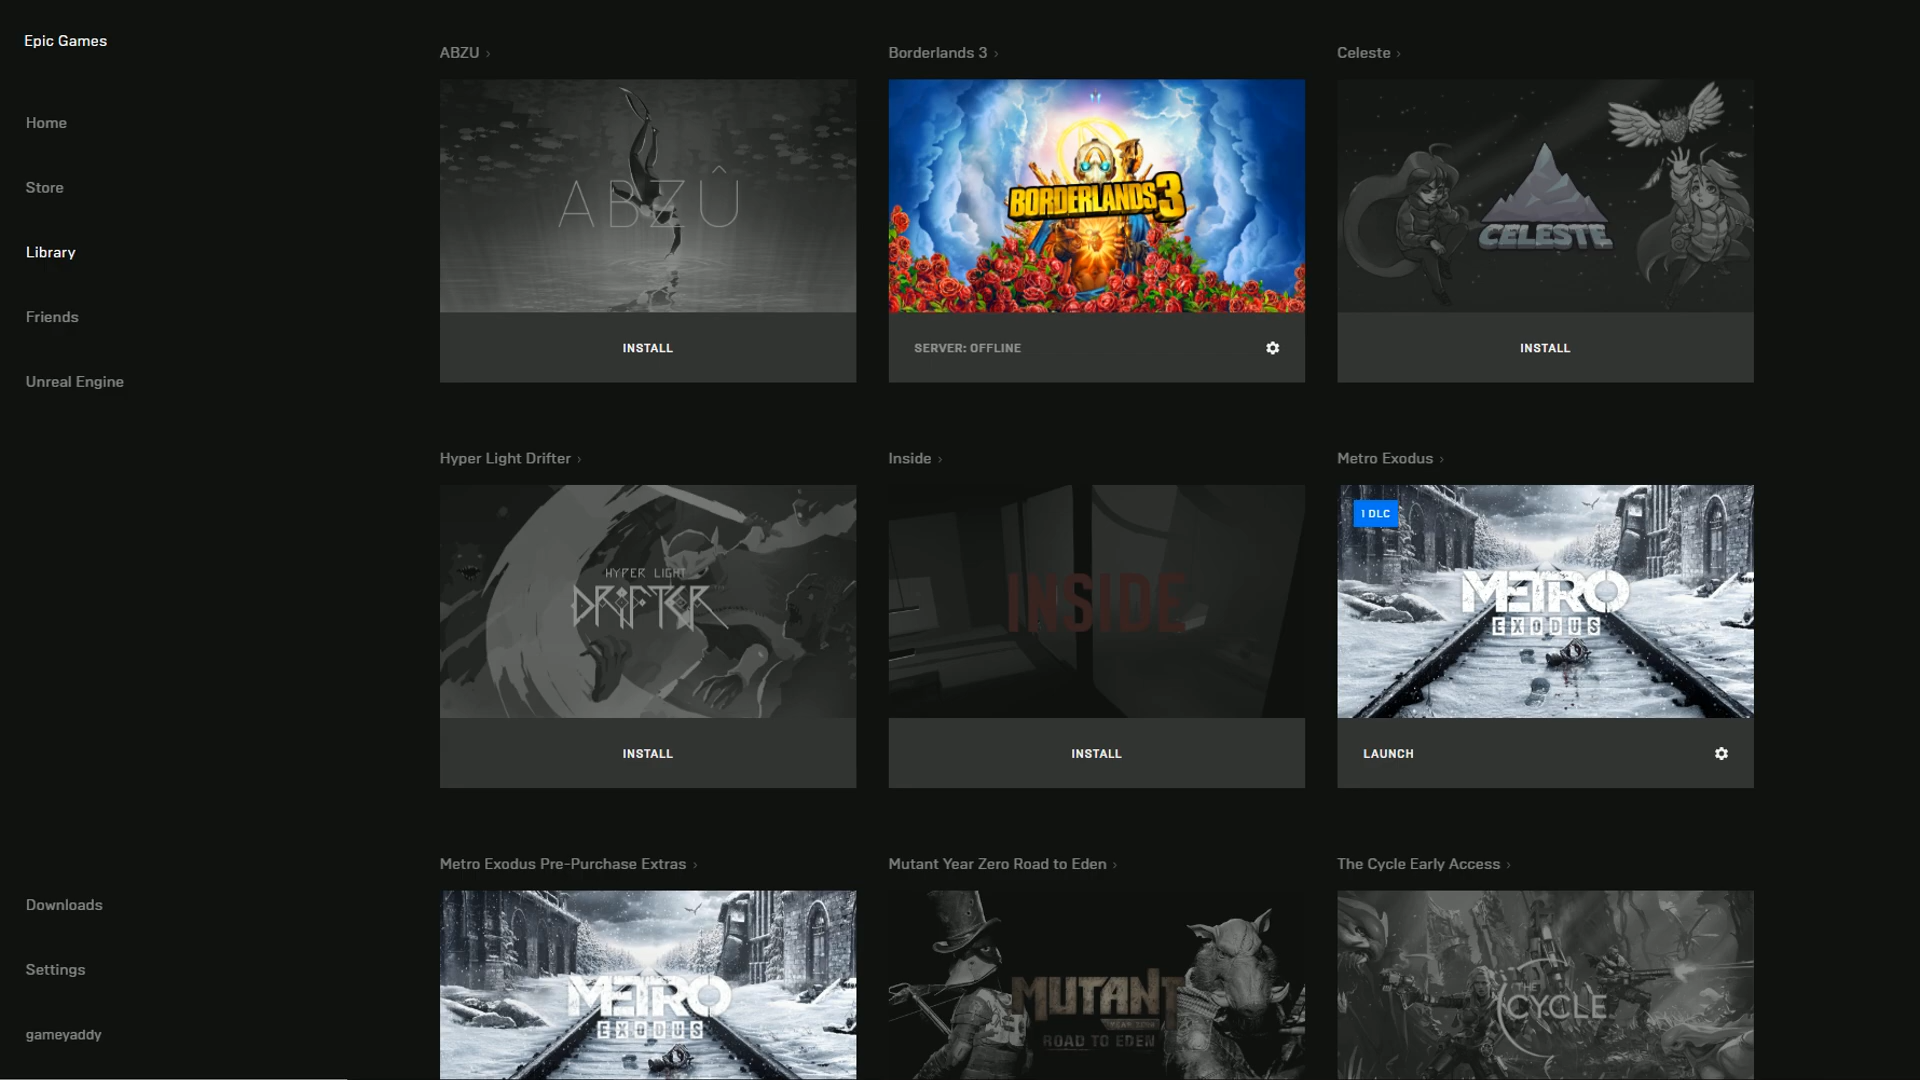 Epic Games
Home
Store
Library
Friends
Unreal Engine
Downloads
Settings
gameyaddy
ABZU ›
ABZÛ
INSTALL
Borderlands 3 ›
BORDERLANDS 3
SERVER: OFFLINE
Celeste ›
CELESTE
INSTALL
Hyper Light Drifter ›
HYPER LIGHT
DRIFTER
INSTALL
Inside ›
INSIDE
INSTALL
Metro Exodus ›
1 DLC
METRO
EXODUS
LAUNCH
Metro Exodus Pre-Purchase Extras ›
METRO
EXODUS
Mutant Year Zero Road to Eden ›
MUTANT
YEAR ZERO
ROAD TO EDEN
The Cycle Early Access ›
THE
CYCLE